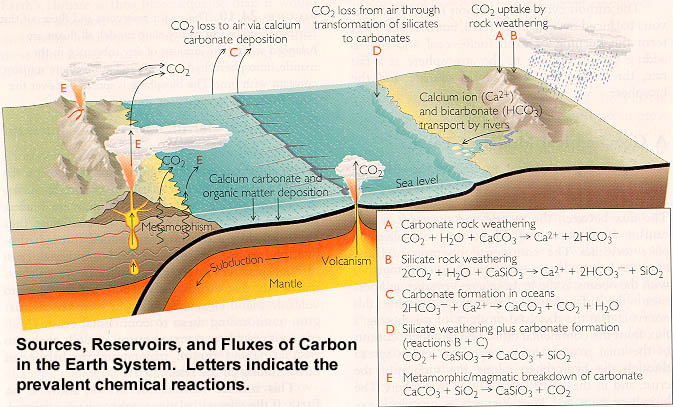 CO₂ loss to air via calcium
carbonate deposition
C
CO₂ loss from air through
transformation of silicates
to carbonates
D
CO₂ uptake by
rock weathering
A B
E
CO₂
Calcium ion (Ca²⁺)
and bicarbonate (HCO₃⁻)
transport by rivers
E
CO₂
E
Calcium carbonate and
organic matter deposition
CO₂
Sea level
Metamorphism
Subduction
Volcanism
Mantle
A Carbonate rock weathering
CO₂ + H₂O + CaCO₃ → Ca²⁺ + 2HCO₃⁻
B Silicate rock weathering
2CO₂ + H₂O + CaSiO₃ → Ca²⁺ + 2HCO₃⁻ + SiO₂
C Carbonate formation in oceans
2HCO₃⁻ + Ca²⁺ → CaCO₃ + CO₂ + H₂O
D Silicate weathering plus carbonate formation
(reactions B + C)
CO₂ + CaSiO₃ → CaCO₃ + SiO₂
E Metamorphic/magmatic breakdown of carbonate
CaCO₃ + SiO₂ → CaSiO₃ + CO₂
Sources, Reservoirs, and Fluxes of Carbon
in the Earth System. Letters indicate the
prevalent chemical reactions.